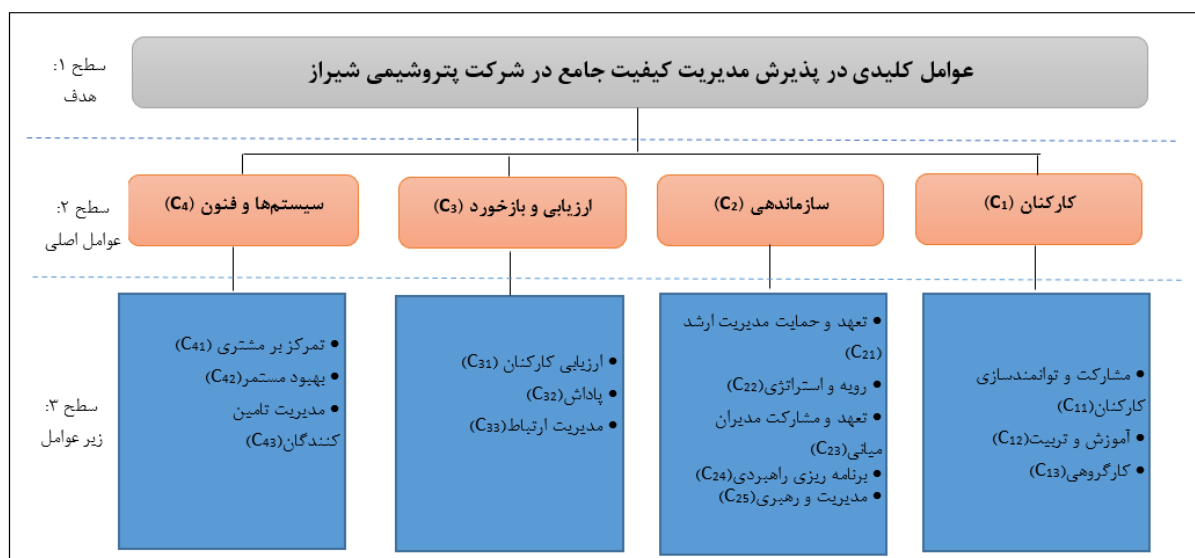 سطح ۱:
هدف
عوامل کلیدی در پذیرش مدیریت کیفیت جامع در شرکت پتروشیمی شیراز
سطح ۲:
عوامل اصلی
کارکنان (C₁)
سازماندهی (C₂)
ارزیابی و بازخورد (C₃)
سیستم‌ها و فنون (C₄)
سطح ۳:
زیر عوامل
• مشارکت و توانمندسازی
کارکنان(C₁₁)
• آموزش و تربیت(C₁₂)
• کارگروهی(C₁₃)
• تعهد و حمایت مدیریت ارشد
(C₂₁)
• رویه و استراتژی(C₂₂)
• تعهد و مشارکت مدیران
میانی(C₂₃)
• برنامه ریزی راهبردی(C₂₄)
• مدیریت و رهبری(C₂₅)
• ارزیابی کارکنان (C₃₁)
• پاداش(C₃₂)
• مدیریت ارتباط(C₃₃)
• تمرکز بر مشتری (C₄₁)
• بهبود مستمر(C₄₂)
• مدیریت تامین
کنندگان(C₄₃)